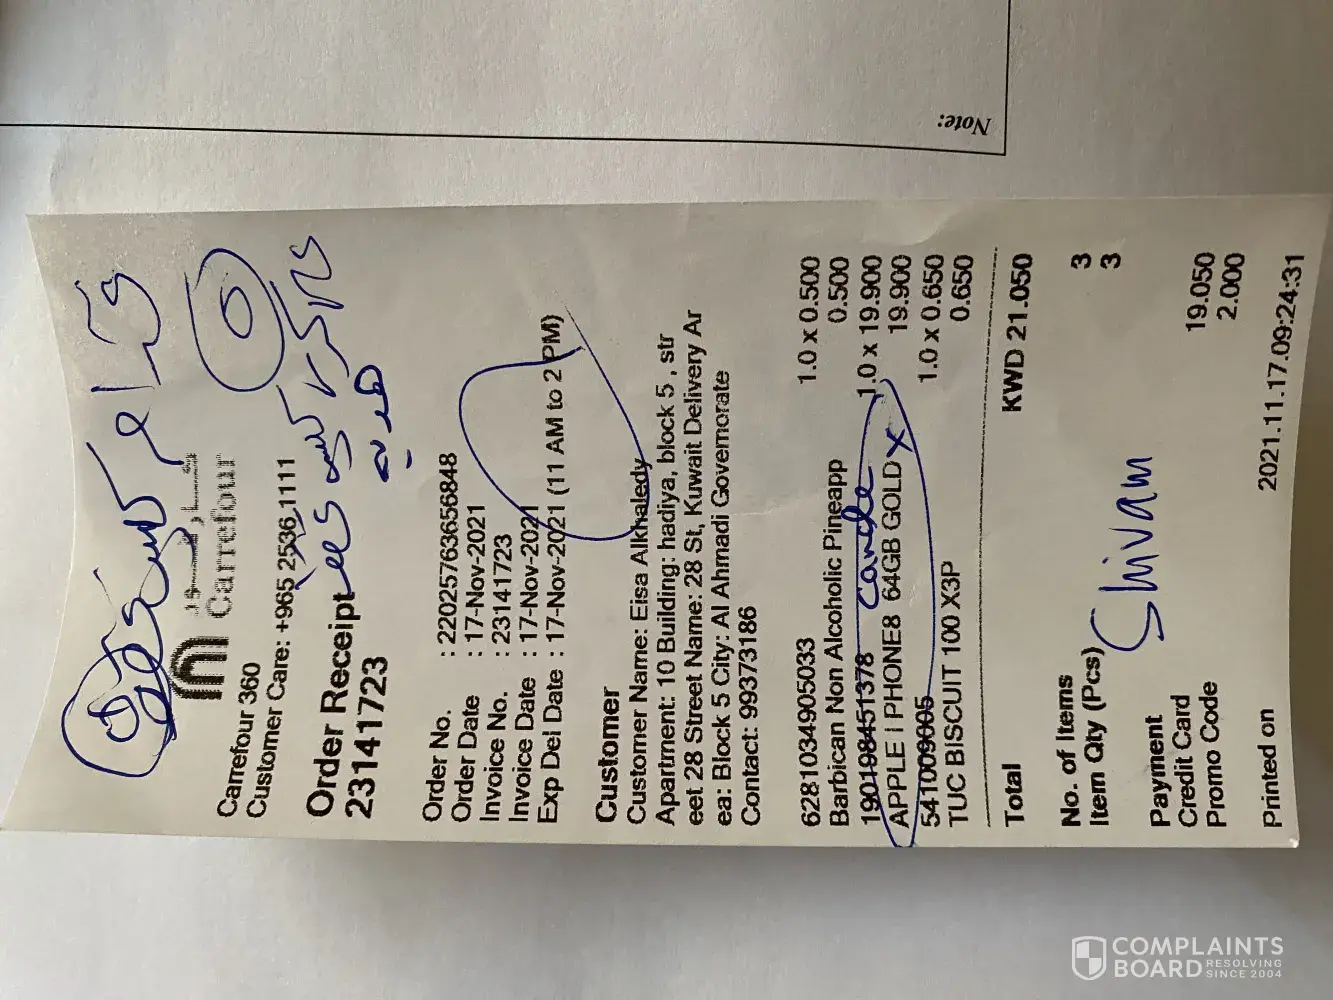 Note:
Carrefour
Carrefour 360
Customer Care: +965 2536 1111
Order Receipt
23141723
Order No. : 22025763656848
Order Date : 17-Nov-2021
Invoice No. : 23141723
Invoice Date : 17-Nov-2021
Exp Del Date : 17-Nov-2021 (11 AM to 2 PM)
Customer
Customer Name: Eisa Alkhaledy
Apartment: 10 Building: hadiya, block 5 , str
eet 28 Street Name: 28 St, Kuwait Delivery Ar
ea: Block 5 City: Al Ahmadi Governorate
Contact: 99373186
6281034905033 1.0 x 0.500
Barbican Non Alcoholic Pineapp 0.500
190198451378 1.0 x 19.900
APPLE I PHONE8 64GB GOLD X 19.900
541009005 1.0 x 0.650
TUC BISCUIT 100 X3P 0.650
Total KWD 21.050
No. of Items 3
Item Qty (Pcs) 3
Shivam
Payment
Credit Card 19.050
Promo Code 2.000
Printed on 2021.11.17.09:24:31
COMPLAINTS
BOARD RESOLVING
SINCE 2004